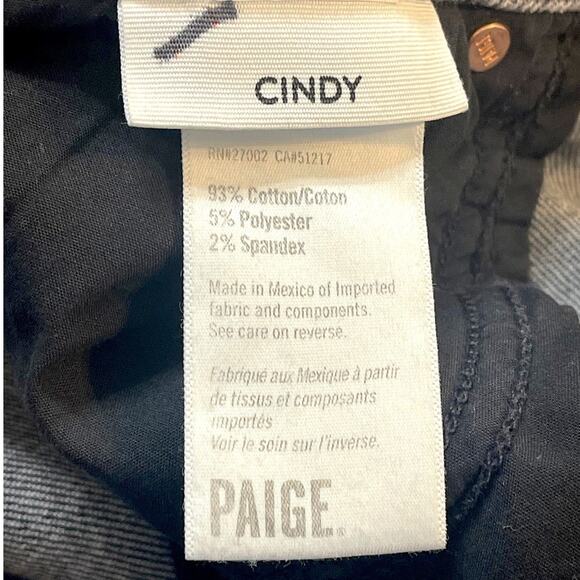 CINDY
RN#27002 CA#51217
93% Cotton/Coton
5% Polyester
2% Spandex
Made in Mexico of Imported
fabric and components.
See care on reverse.
Fabriqué aux Mexique à partir
de tissus et composants
importés
Voir le soin sur l'inverse.
PAIGE